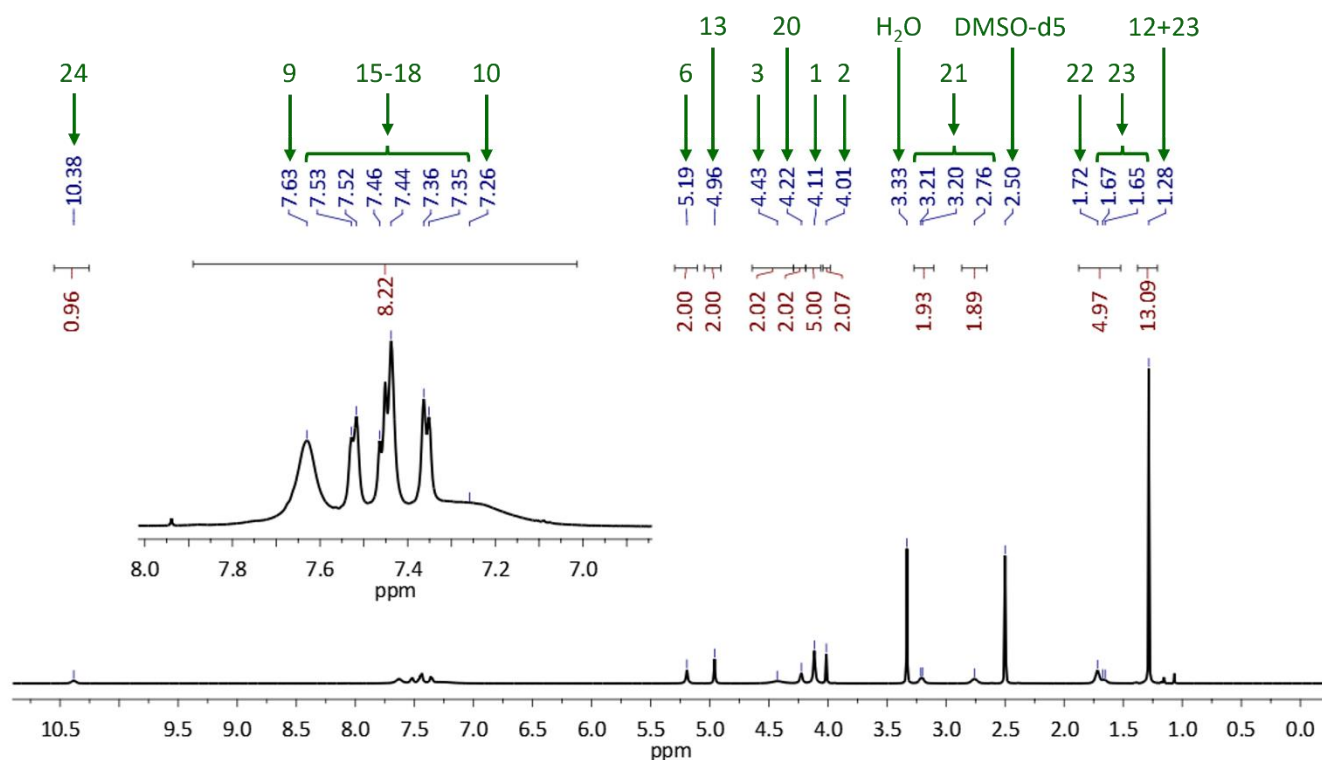 13 20 H₂O DMSO-d5 12+23
24 9 15-18 10 6 3 1 2 21 22 23
10.38 7.63 7.53 7.52 7.46 7.44 7.36 7.35 7.26 5.19 4.96 4.43 4.22 4.11 4.01 3.33 3.21 3.20 2.76 2.50 1.72 1.67 1.65 1.28
0.96 8.22 2.00 2.00 2.02 2.02 5.00 2.07 1.93 1.89 4.97 13.09
8.0 7.8 7.6 7.4 7.2 7.0
ppm
10.5 9.5 9.0 8.5 8.0 7.5 7.0 6.5 6.0 5.5 5.0 4.5 4.0 3.5 3.0 2.5 2.0 1.5 1.0 0.5 0.0
ppm